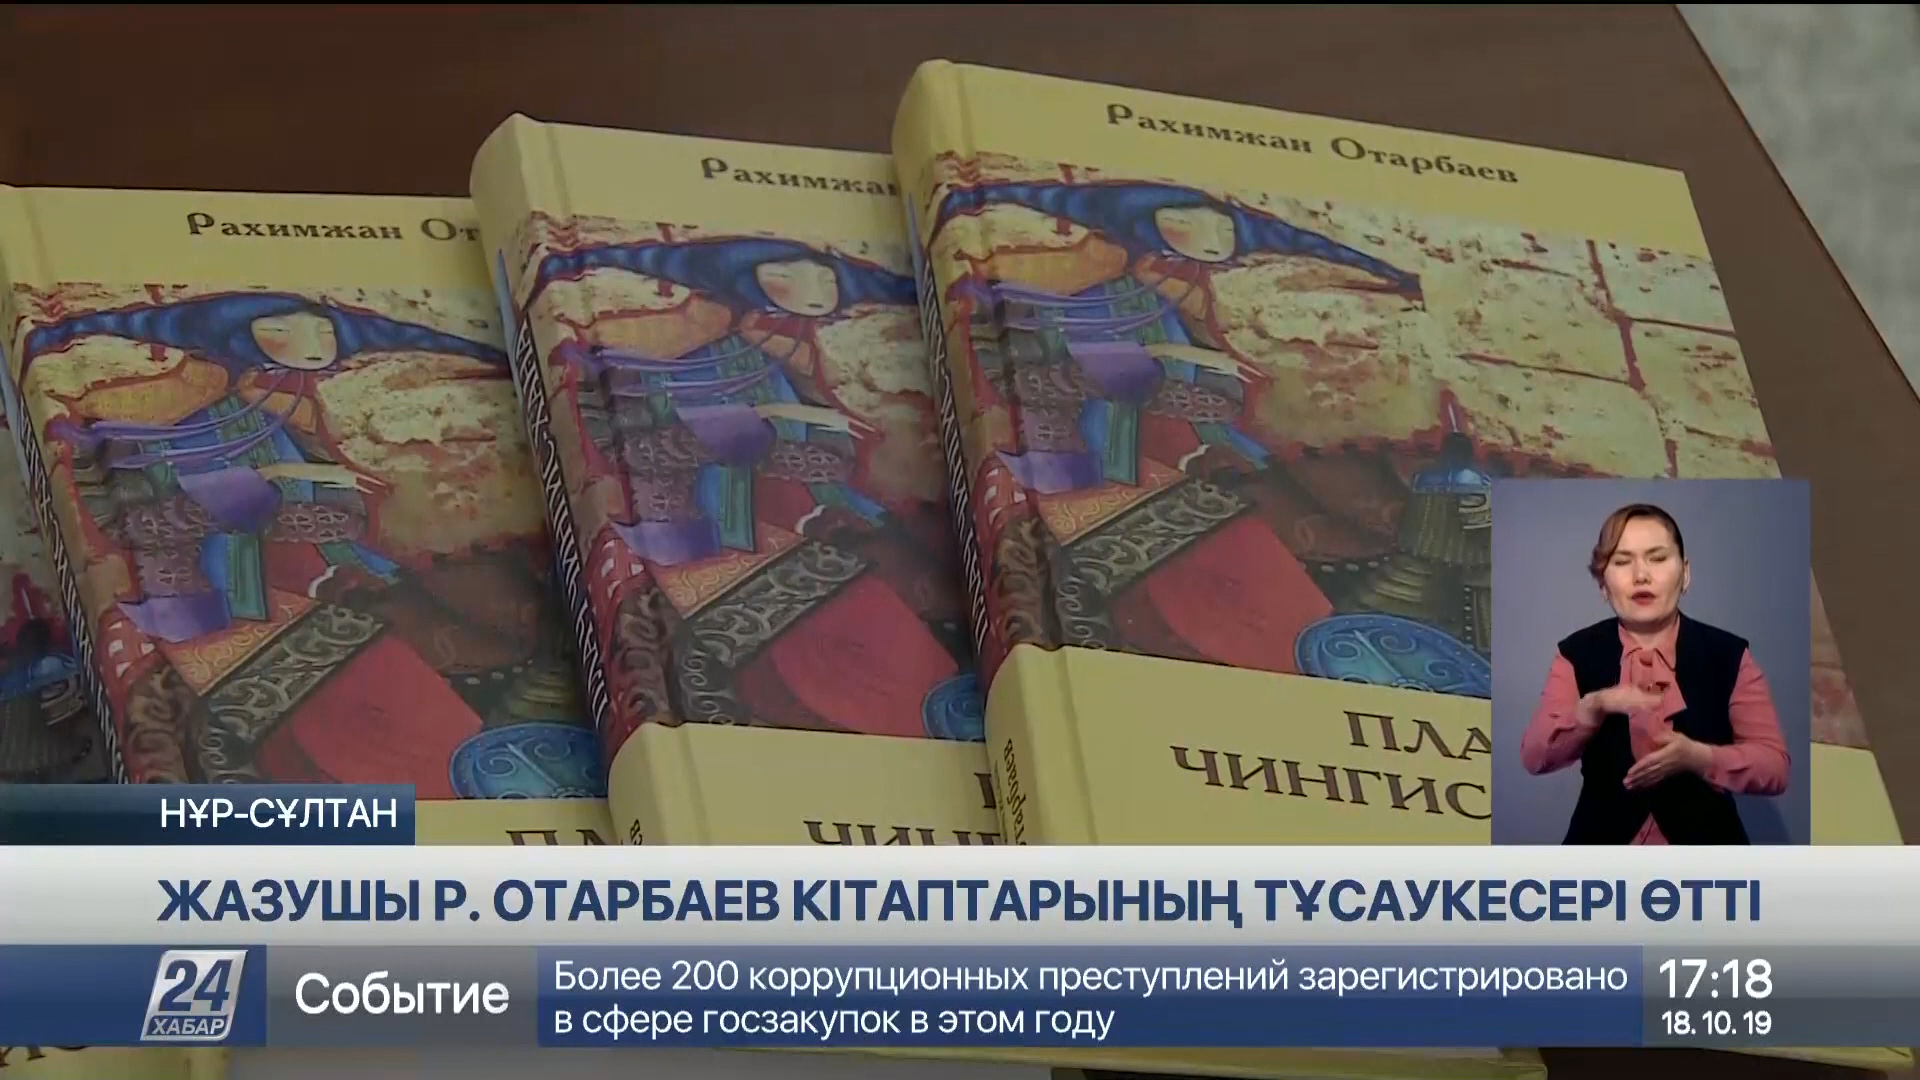 Рахимжан Отарбаев
Рахимжан
Рахимжан
ПЛА
ЧИНГИС
НҰР-СҰЛТАН
ЖАЗУШЫ Р. ОТАРБАЕВ КІТАПТАРЫНЫҢ ТҰСАУКЕСЕРІ ӨТТІ
24
ХАБАР
Событие
Более 200 коррупционных преступлений зарегистрировано
в сфере госзакупок в этом году
17:18
18.10.19